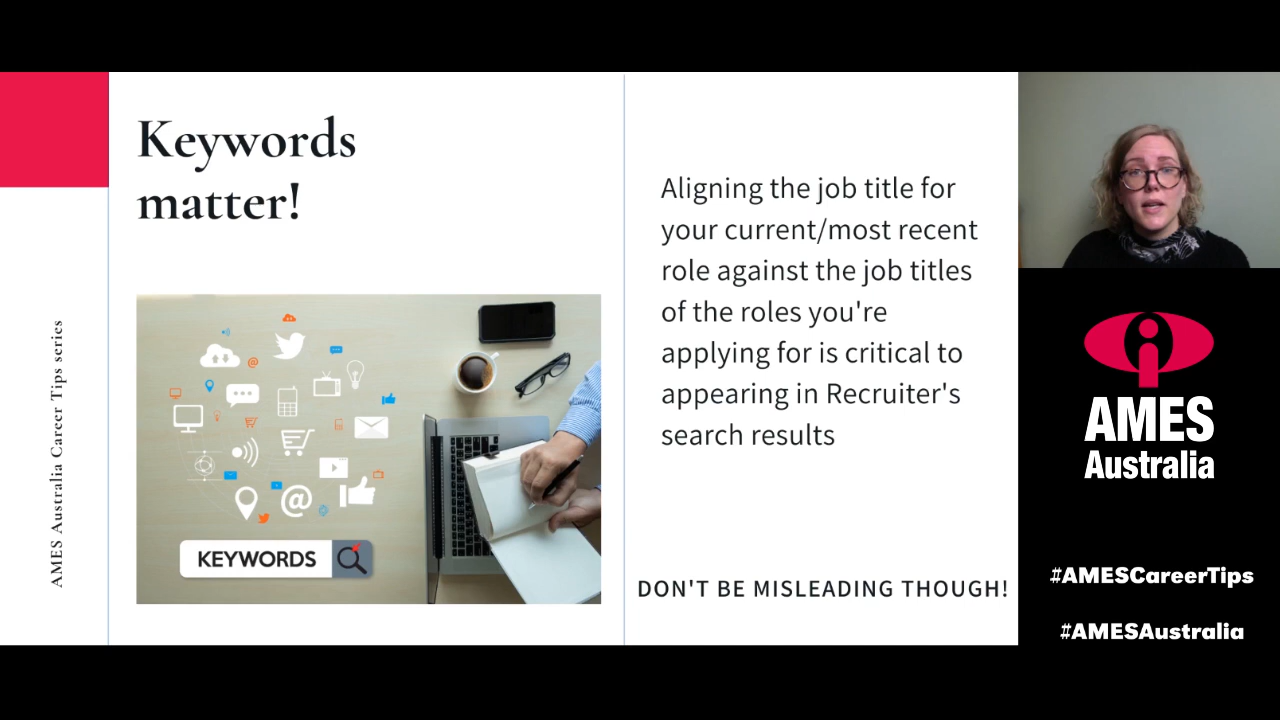 Keywords
matter!
AMES Australia Career Tips series
KEYWORDS
Aligning the job title for
your current/most recent
role against the job titles
of the roles you're
applying for is critical to
appearing in Recruiter's
search results
DON'T BE MISLEADING THOUGH!
AMES
Australia
#AMESCareerTips
#AMESAustralia